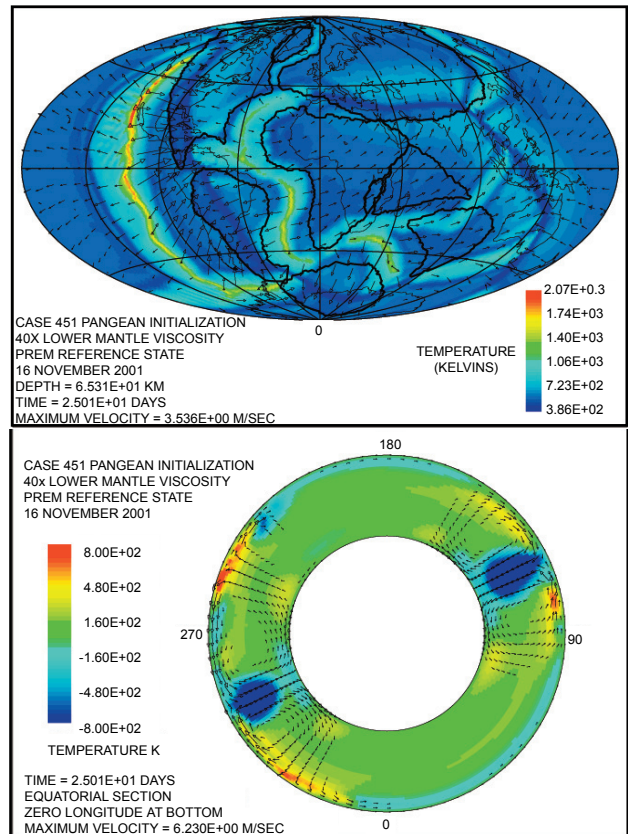 0
CASE 451 PANGEAN INITIALIZATION
40X LOWER MANTLE VISCOSITY
PREM REFERENCE STATE
16 NOVEMBER 2001
DEPTH = 6.531E+01 KM
TIME = 2.501E+01 DAYS
MAXIMUM VELOCITY = 3.536E+00 M/SEC
TEMPERATURE
(KELVINS)
2.07E+0.3
1.74E+03
1.40E+03
1.06E+03
7.23E+02
3.86E+02
CASE 451 PANGEAN INITIALIZATION
40x LOWER MANTLE VISCOSITY
PREM REFERENCE STATE
16 NOVEMBER 2001
8.00E+02
4.80E+02
1.60E+02
-1.60E+02
-4.80E+02
-8.00E+02
TEMPERATURE K
TIME = 2.501E+01 DAYS
EQUATORIAL SECTION
ZERO LONGITUDE AT BOTTOM
MAXIMUM VELOCITY = 6.230E+00 M/SEC
180
270
90
0